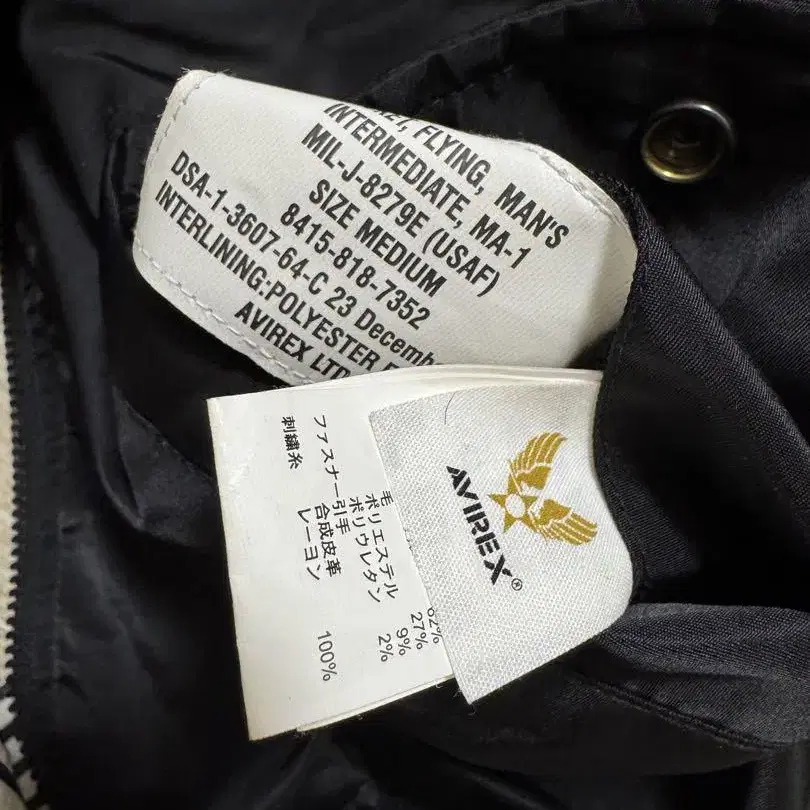 FLYING, MAN'S
INTERMEDIATE, MA-1
MIL-J-8279E (USAF)
SIZE MEDIUM
8415-818-7352
DSA-1-3607-64-C 23
INTERLINING:POLYESTER
AVIREX
AVIREX®
27%
毛
ポリエステル 9%
ポリウレタン 2%
ファスナー引手 合成皮革
刺繍糸 レーヨン 100%